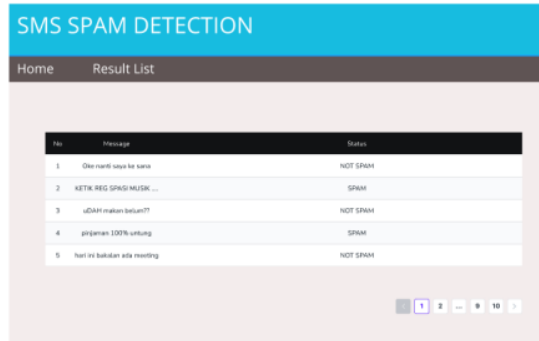 SMS SPAM DETECTION
Home Result List
No Message Status
1 Oke nanti saya ke sana NOT SPAM
2 KETIK REG SPASI MUSIK .... SPAM
3 uDAH makan belum?? NOT SPAM
4 pinjaman 100% untung SPAM
5 hari ini bakalan ada meeting NOT SPAM
1 2 ... 9 10 >